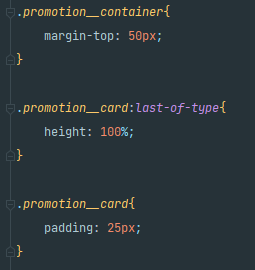 .promotion__container{
margin-top: 50px;
}
.promotion__card:last-of-type{
height: 100%;
}
.promotion__card{
padding: 25px;
}